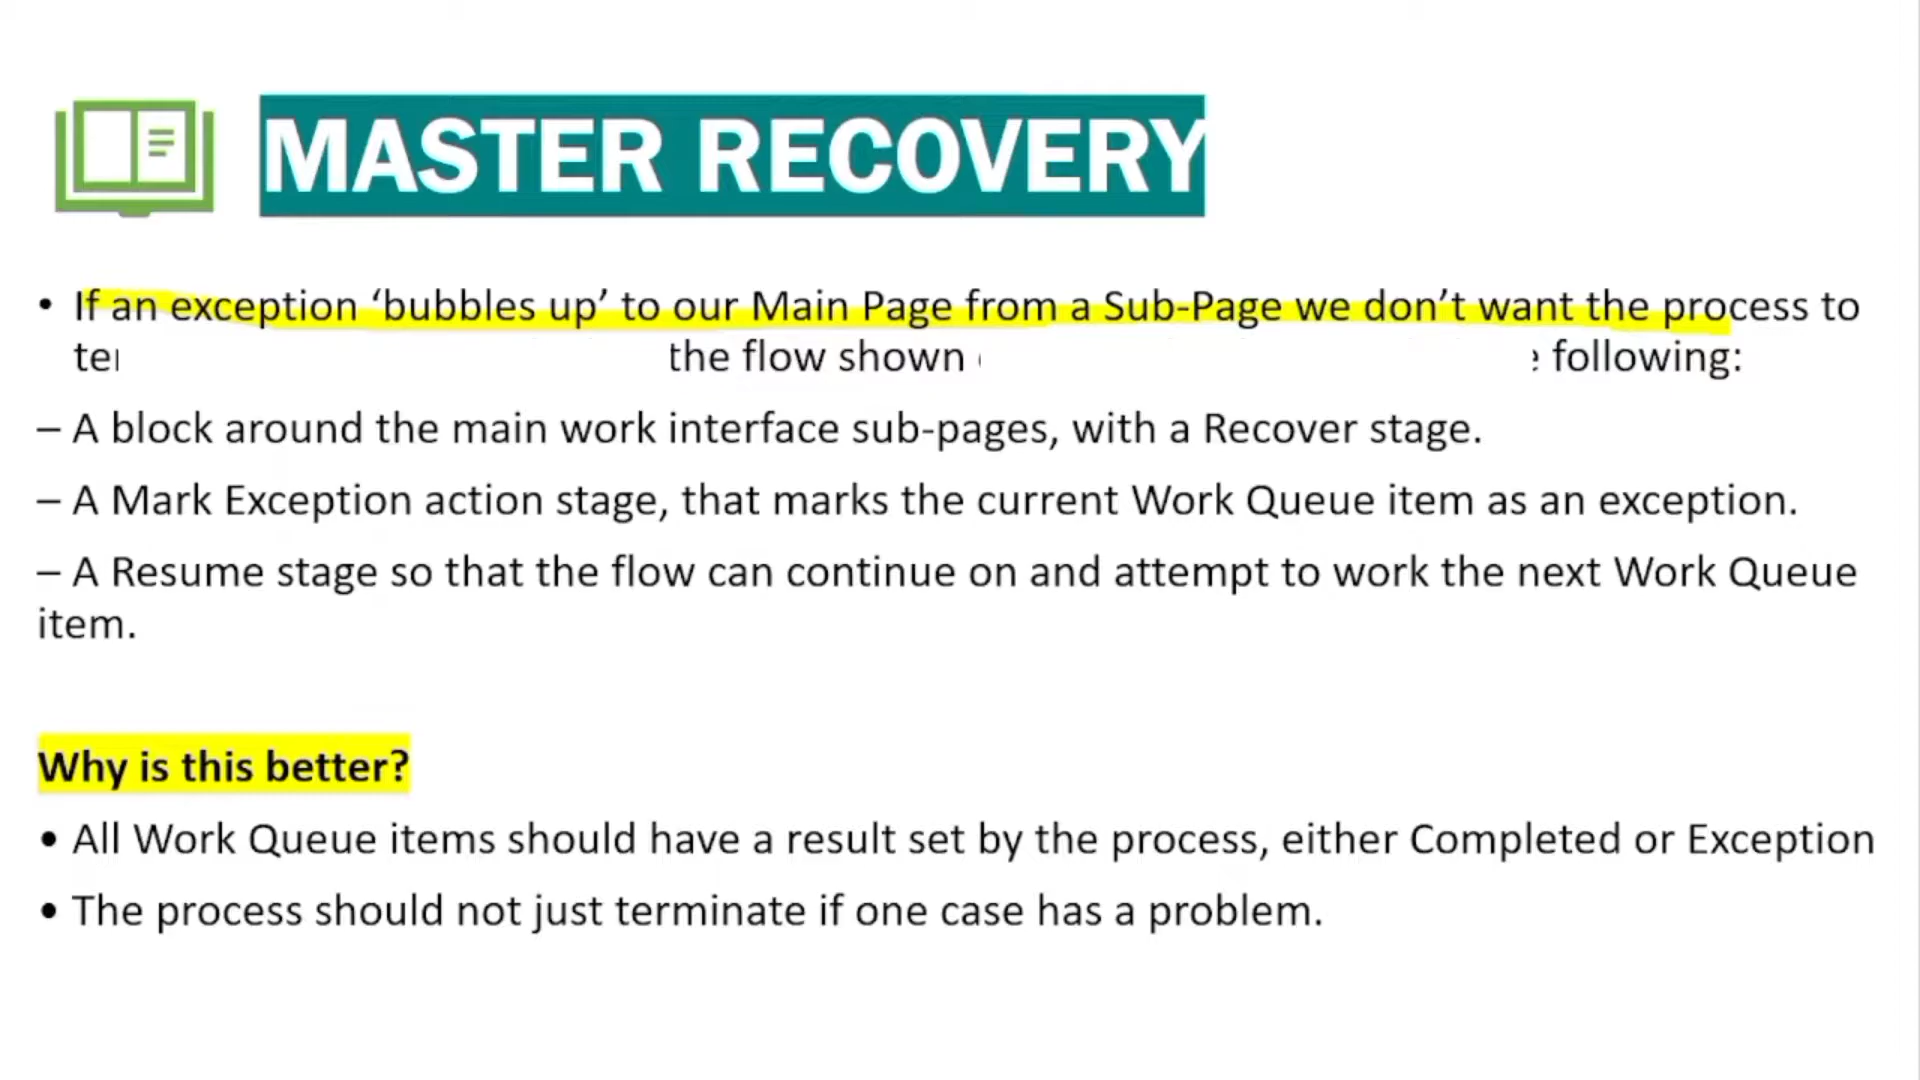 MASTER RECOVERY
• If an exception ‘bubbles up’ to our Main Page from a Sub-Page we don’t want the process to
the flow shown following:
– A block around the main work interface sub-pages, with a Recover stage.
– A Mark Exception action stage, that marks the current Work Queue item as an exception.
– A Resume stage so that the flow can continue on and attempt to work the next Work Queue
item.
Why is this better?
• All Work Queue items should have a result set by the process, either Completed or Exception
• The process should not just terminate if one case has a problem.